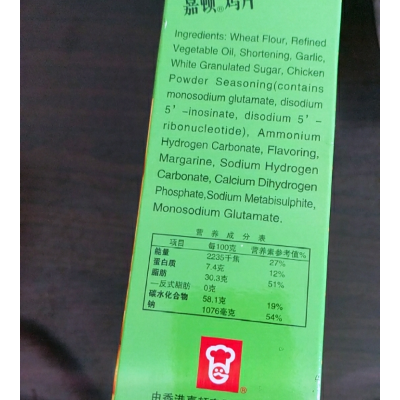 嘉顿®鸡片
Ingredients: Wheat Flour, Refined
Vegetable Oil, Shortening, Garlic,
White Granulated Sugar, Chicken
Powder Seasoning(contains
monosodium glutamate, disodium
5’-inosinate, disodium 5’-
ribonucleotide), Ammonium
Hydrogen Carbonate, Flavoring,
Margarine, Sodium Hydrogen
Carbonate, Calcium Dihydrogen
Phosphate,Sodium Metabisulphite,
Monosodium Glutamate.
营养成分表
项目 每100克 营养素参考值%
能量 2235千焦 27%
蛋白质 7.4克 12%
脂肪 30.3克 51%
—反式脂肪 0克
碳水化合物 58.1克 19%
钠 1076毫克 54%
®
由香港嘉顿